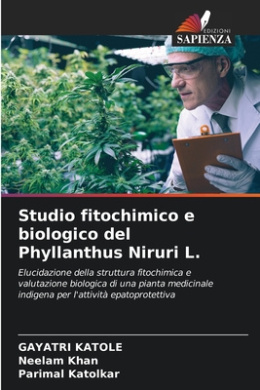 EDIZIONI
SAPIENZA
Studio fitochimico e
biologico del
Phyllanthus Niruri L.
Elucidazione della struttura fitochimica e
valutazione biologica di una pianta medicinale
indigena per l'attività epatoprotettiva
GAYATRI KATOLE
Neelam Khan
Parimal Katolkar